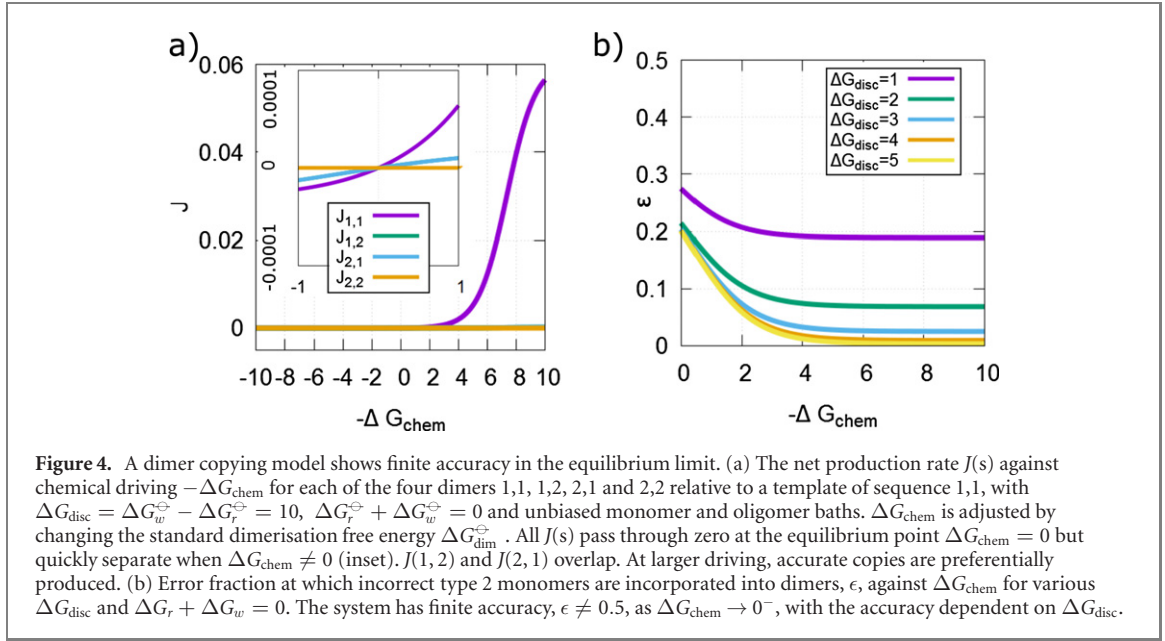 a)
0.06
0.04
0.02
0
J
0.0001
0
-0.0001
-1
1
J1,1
J1,2
J2,1
J2,2
-10 -8 -6 -4 -2 0 2 4 6 8 10
-Δ Gchem
b)
0.5
0.4
0.3
0.2
0.1
0
ε
ΔGdisc=1
ΔGdisc=2
ΔGdisc=3
ΔGdisc=4
ΔGdisc=5
0 2 4 6 8 10
-Δ Gchem
Figure 4. A dimer copying model shows finite accuracy in the equilibrium limit. (a) The net production rate J(s) against
chemical driving −ΔGchem for each of the four dimers 1,1, 1,2, 2,1 and 2,2 relative to a template of sequence 1,1, with
ΔGdisc = ΔG⊖w − ΔG⊖r = 10, ΔG⊖r + ΔG⊖w = 0 and unbiased monomer and oligomer baths. ΔGchem is adjusted by
changing the standard dimerisation free energy ΔG⊖dim . All J(s) pass through zero at the equilibrium point ΔGchem = 0 but
quickly separate when ΔGchem ≠ 0 (inset). J(1, 2) and J(2, 1) overlap. At larger driving, accurate copies are preferentially
produced. (b) Error fraction at which incorrect type 2 monomers are incorporated into dimers, ϵ, against ΔGchem for various
ΔGdisc and ΔGr + ΔGw = 0. The system has finite accuracy, ϵ ≠ 0.5, as ΔGchem → 0⁻, with the accuracy dependent on ΔGdisc.